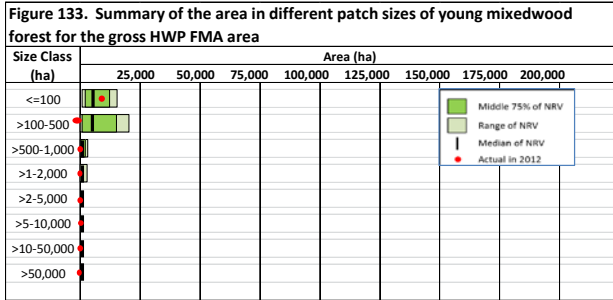 Figure 133. Summary of the area in different patch sizes of young mixedwood
forest for the gross HWP FMA area
Size Class
(ha)
Area (ha)
25,000 50,000 75,000 100,000 125,000 150,000 175,000 200,000
<=100
>100-500
>500-1,000
>1-2,000
>2-5,000
>5-10,000
>10-50,000
>50,000
Middle 75% of NRV
Range of NRV
Median of NRV
Actual in 2012